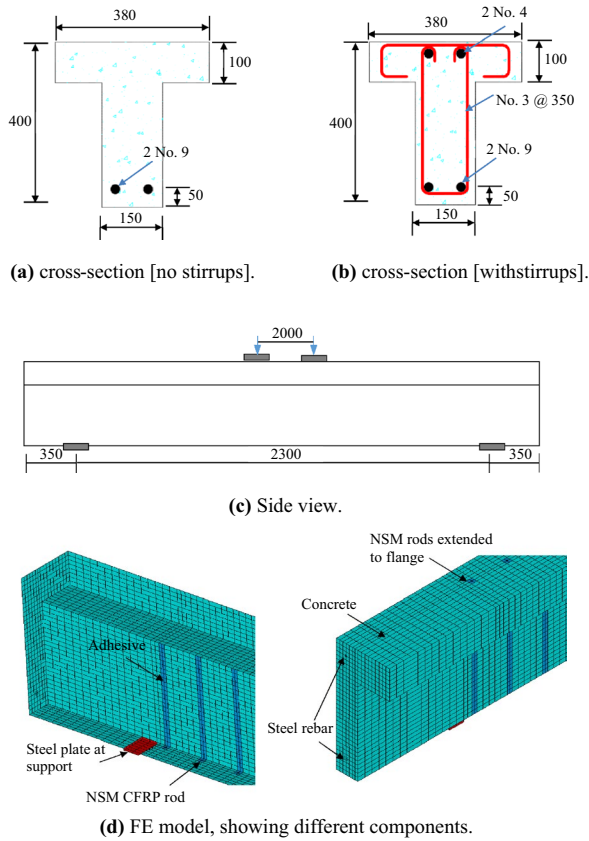 380
400
100
2 No. 9
50
150
(a) cross-section [no stirrups].
380
2 No. 4
100
No. 3 @ 350
400
2 No. 9
50
150
(b) cross-section [withstirrups].
2000
350
2300
350
(c) Side view.
Adhesive
Steel plate at
support
NSM CFRP rod
NSM rods extended
to flange
Concrete
Steel rebar
(d) FE model, showing different components.